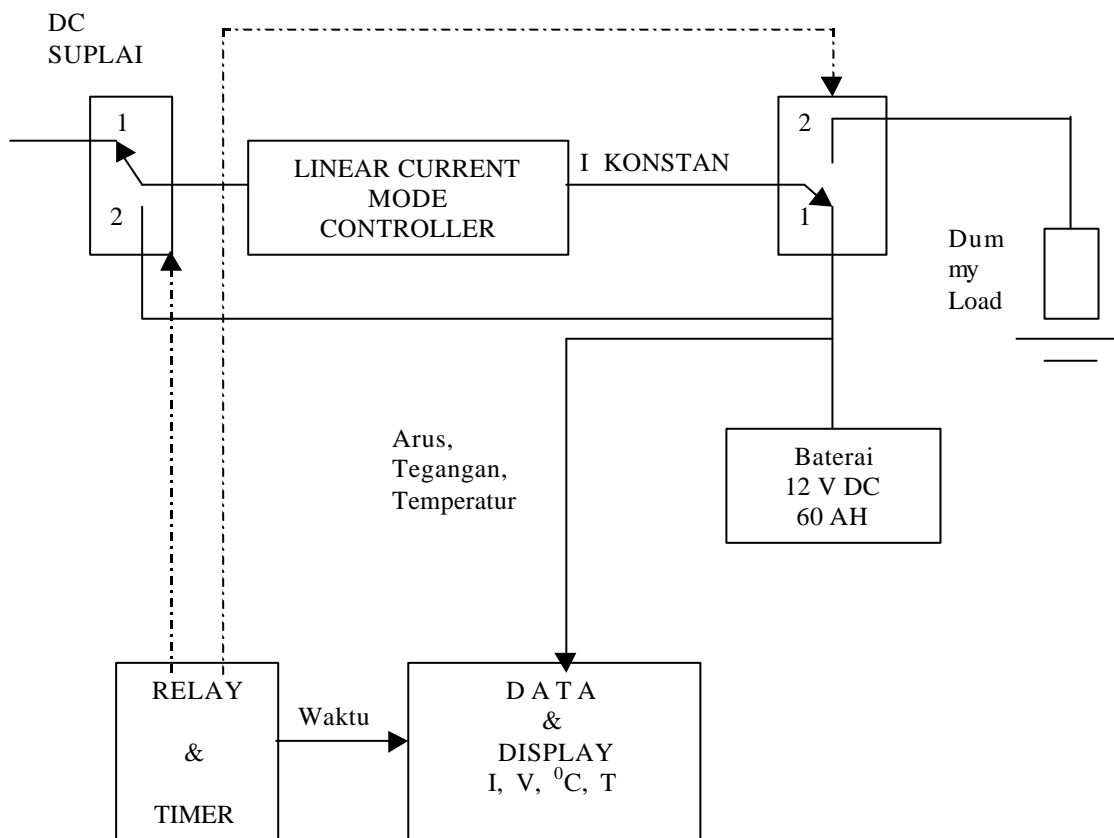 DC
SUPLAI
1
2
LINEAR CURRENT
MODE
CONTROLLER
I KONSTAN
2
1
Dum
my
Load
Arus,
Tegangan,
Temperatur
Baterai
12 V DC
60 AH
RELAY
&
TIMER
Waktu
D A T A
&
DISPLAY
I, V, ⁰C, T